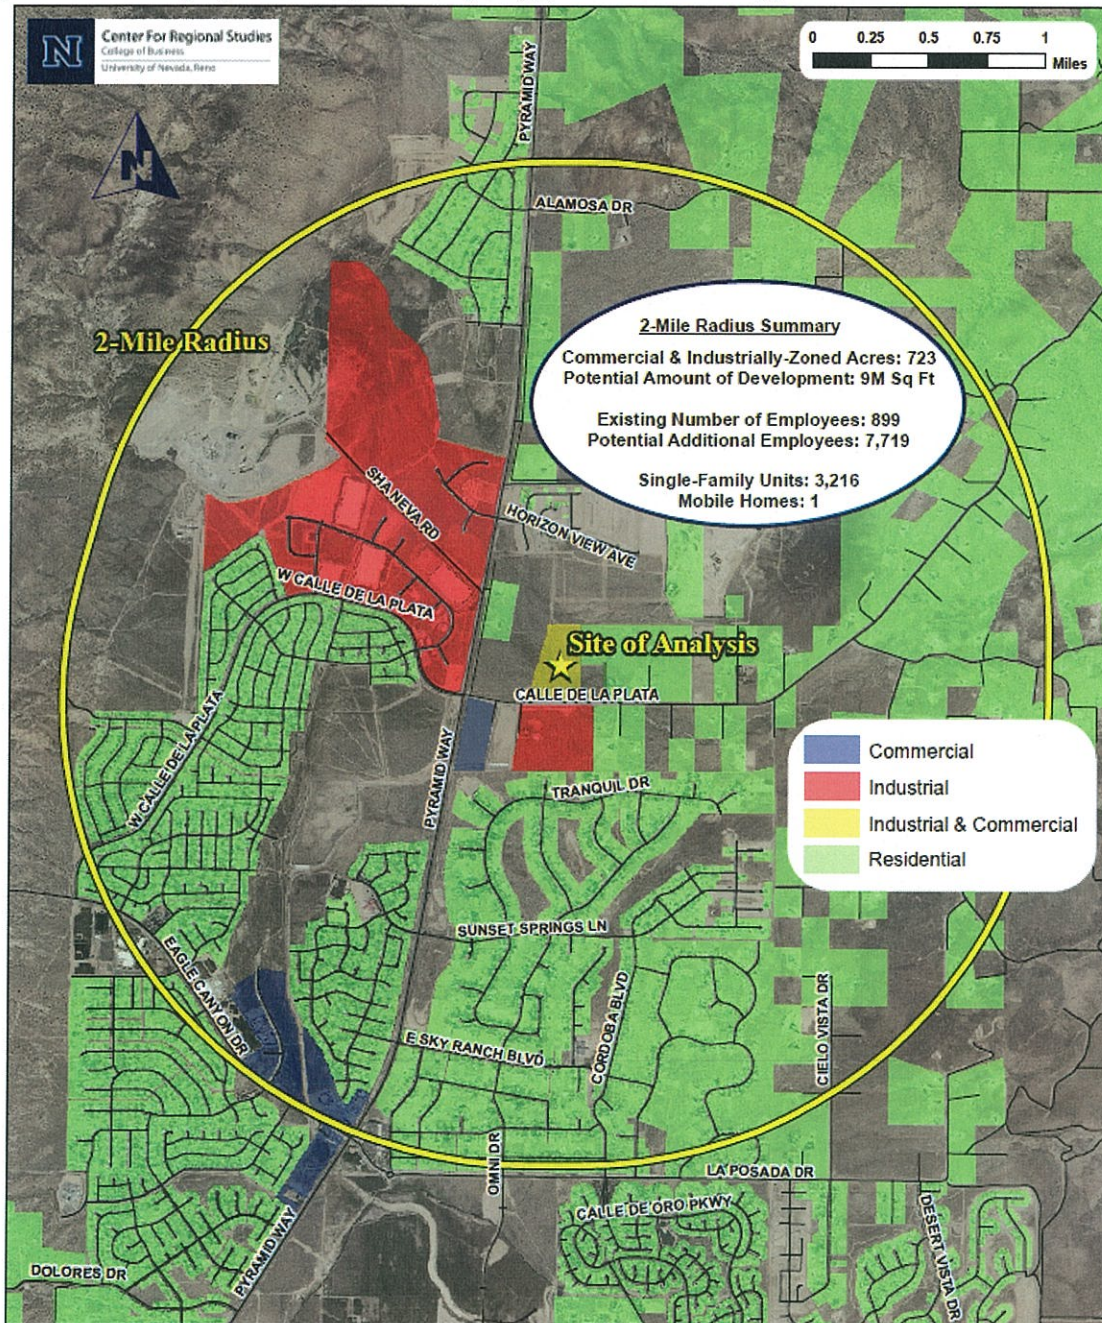 N
Center For Regional Studies
College of Business
University of Nevada, Reno
0 0.25 0.5 0.75 1
Miles
N
PYRAMID WAY
ALAMOSA DR
2-Mile Radius
2-Mile Radius Summary
Commercial & Industrially-Zoned Acres: 723
Potential Amount of Development: 9M Sq Ft
Existing Number of Employees: 899
Potential Additional Employees: 7,719
Single-Family Units: 3,216
Mobile Homes: 1
SHA NEVA RD
HORIZON VIEW AVE
W CALLE DE LA PLATA
Site of Analysis
CALLE DE LA PLATA
W CALLE DE LA PLATA
PYRAMID WAY
TRANQUIL DR
Commercial
Industrial
Industrial & Commercial
Residential
SUNSET SPRINGS LN
EAGLE CANYON DR
E SKY RANCH BLVD
CORDOBA BLVD
CIELO VISTA DR
OMNI DR
LA POSADA DR
CALLE DE ORO PKWY
DESERT VISTA DR
PYRAMID WAY
DOLORES DR